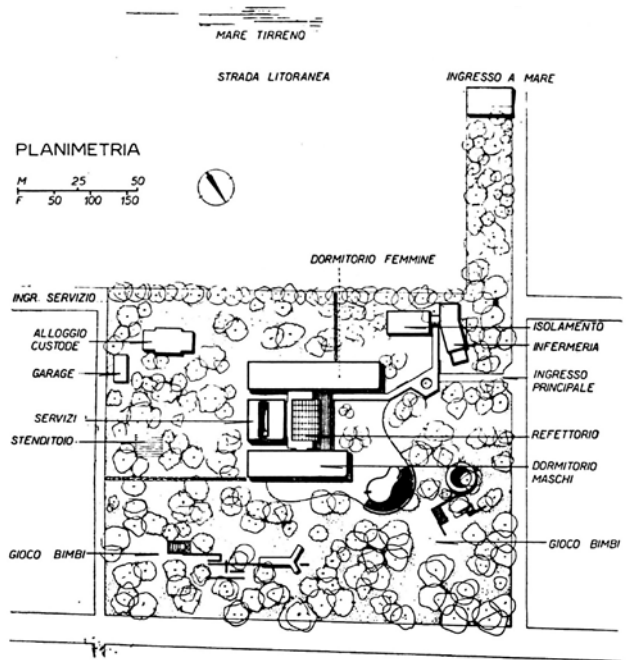 MARE TIRRENO
STRADA LITORANEA
INGRESSO A MARE
PLANIMETRIA
M 25 50
F 50 100 150
DORMITORIO FEMMINE
INGR. SERVIZIO
ALLOGGIO
CUSTODE
GARAGE
SERVIZI
STENDITOIO
GIOCO BIMBI
ISOLAMENTO
INFERMERIA
INGRESSO
PRINCIPALE
REFETTORIO
DORMITORIO
MASCHI
GIOCO BIMBI